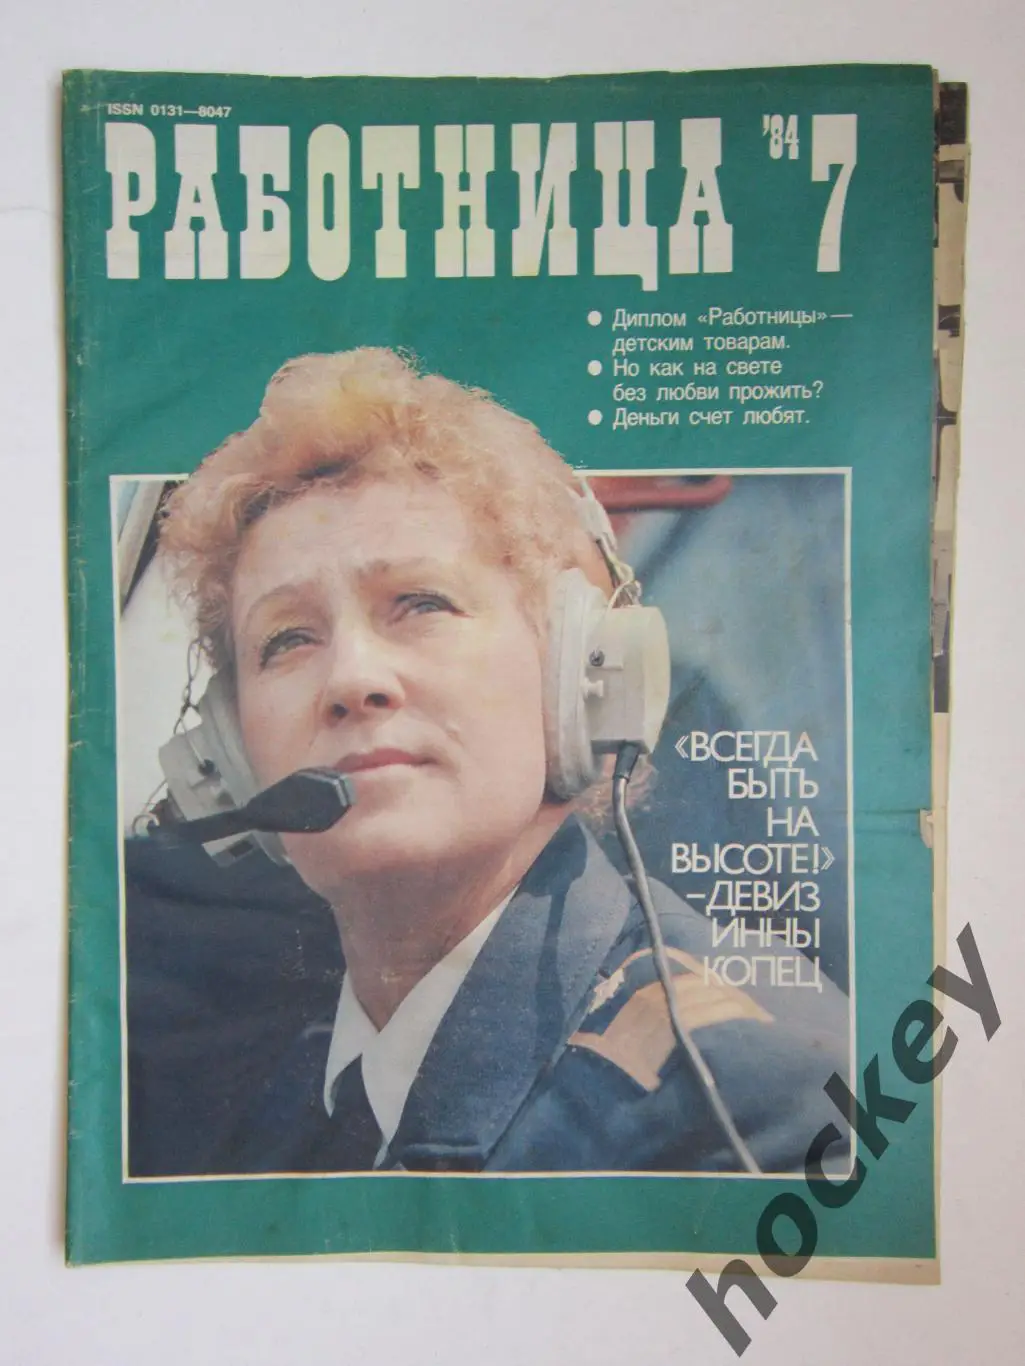 ISSN 0131—8047
РАБОТНИЦА '84 7
● Диплом «Работницы» —
детским товарам.
● Но как на свете
без любви прожить?
● Деньги счет любят.
«ВСЕГДА
БЫТЬ
НА
ВЫСОТЕ!»
–ДЕВИЗ
ИННЫ
КОПЕЦ
hockey